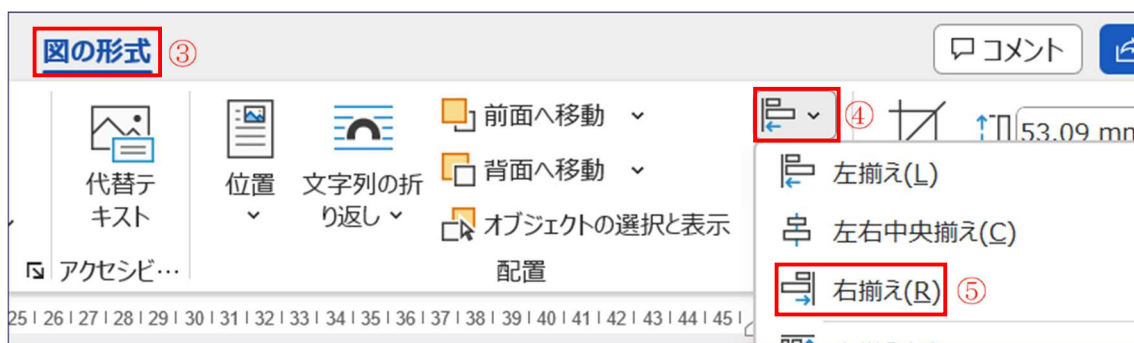 図の形式 ③
コメント
前面へ移動
④
53.09 mm
代替テ
キスト
位置
文字列の折
り返し
背面へ移動
オブジェクトの選択と表示
左揃え(L)
左右中央揃え(C)
右揃え(R) ⑤
アクセシビ…
配置
25 26 27 28 29 30 31 32 33 34 35 36 37 38 39 40 41 42 43 44 45